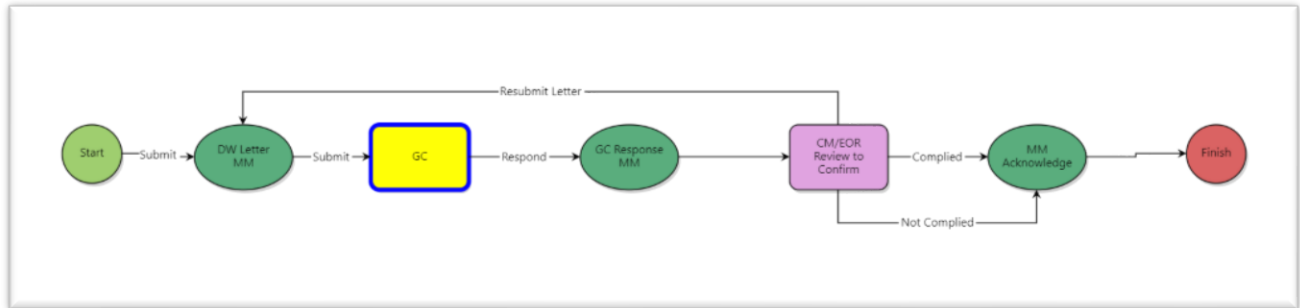 Resubmit Letter
Start
Submit
DW Letter
MM
Submit
GC
Respond
GC Response
MM
CM/EOR
Review to
Confirm
Complied
MM
Acknowledge
Finish
Not Complied